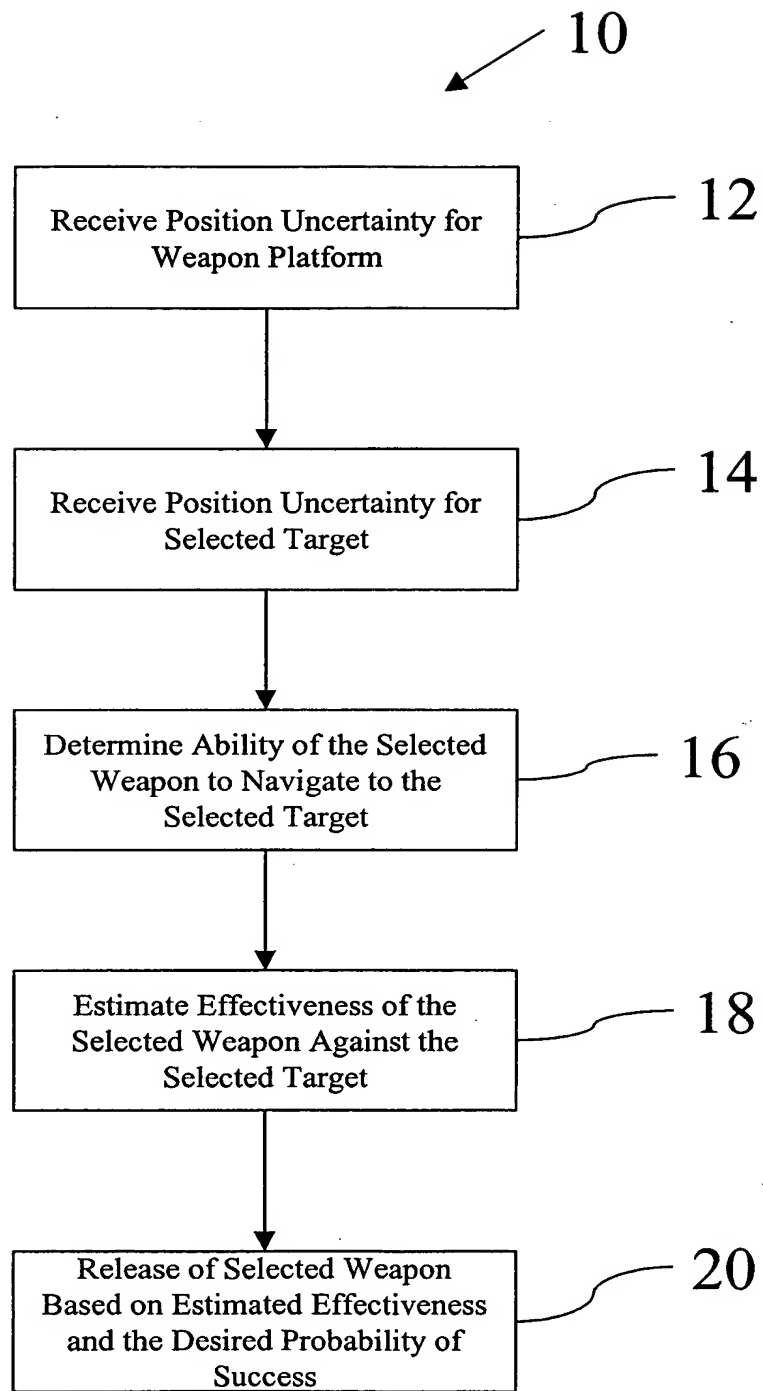 10
Receive Position Uncertainty for
Weapon Platform
12
Receive Position Uncertainty for
Selected Target
14
Determine Ability of the Selected
Weapon to Navigate to the
Selected Target
16
Estimate Effectiveness of the
Selected Weapon Against the
Selected Target
18
Release of Selected Weapon
Based on Estimated Effectiveness
and the Desired Probability of
Success
20